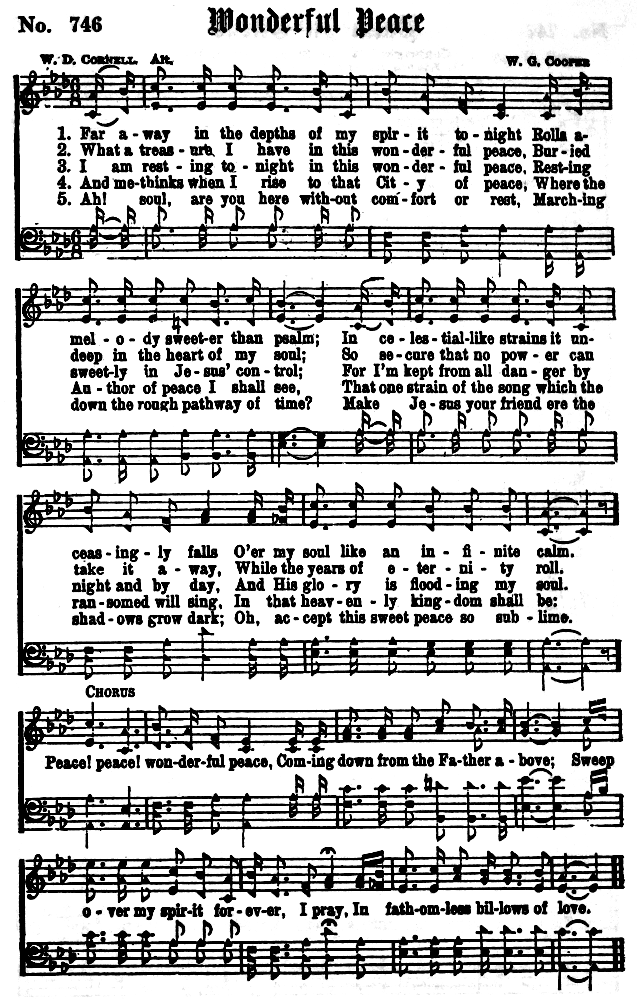 No. 746
Wonderful Peace
W. D. Cornell. Alt.
W. G. Cooper
1. Far a-way in the depths of my spir-it to-night Rolls a-
2. What a treas-ure I have in this won-der-ful peace, Bur-ied
3. I am rest-ing to-night in this won-der-ful peace, Rest-ing
4. And me-thinks when I rise to that Cit-y of peace, Where the
5. Ah! soul, are you here with-out com-fort or rest, March-ing
mel-o-dy sweet-er than psalm; In ce-les-tial-like strains it un-
deep in the heart of my soul; So se-cure that no pow-er can
sweet-ly in Je-sus' con-trol; For I'm kept from all dan-ger by
Au-thor of peace I shall see, That one strain of the song which the
down the rough pathway of time? Make Je-sus your friend ere the
ceas-ing-ly falls O'er my soul like an in-fi-nite calm.
take it a-way, While the years of e-ter-ni-ty roll.
night and by day, And His glo-ry is flood-ing my soul.
ran-somed will sing, In that heav-en-ly king-dom shall be:
shad-ows grow dark; Oh, ac-cept this sweet peace so sub-lime.
Chorus
Peace! peace! won-der-ful peace, Com-ing down from the Fa-ther a-bove; Sweep
o-ver my spir-it for-ev-er, I pray, In fath-om-less bil-lows of love.